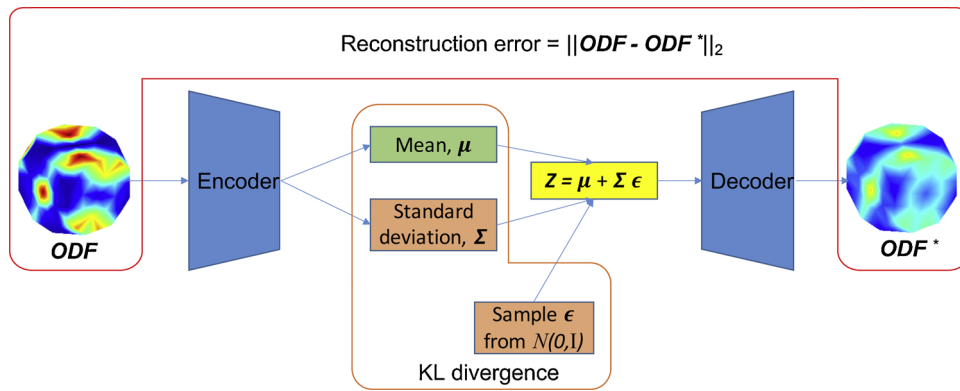 Reconstruction error = ||ODF - ODF *||₂
ODF
Encoder
Mean, μ
Standard
deviation, Σ
Z = μ + Σ ϵ
Sample ϵ
from N(0,I)
KL divergence
Decoder
ODF *